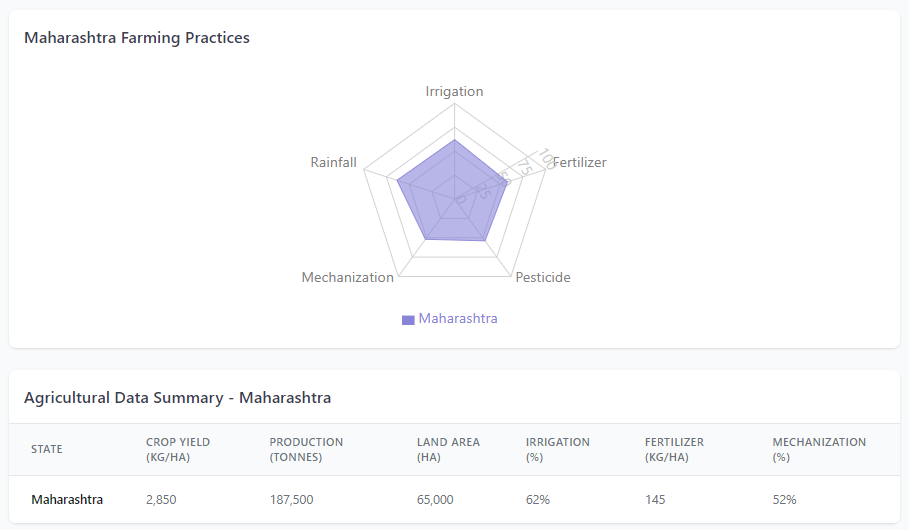 Maharashtra Farming Practices
Irrigation
Rainfall
Fertilizer
100
75
50
25
0
Mechanization
Pesticide
Maharashtra
Agricultural Data Summary - Maharashtra
STATE CROP YIELD (KG/HA) PRODUCTION (TONNES) LAND AREA (HA) IRRIGATION (%) FERTILIZER (KG/HA) MECHANIZATION (%)
Maharashtra 2,850 187,500 65,000 62% 145 52%